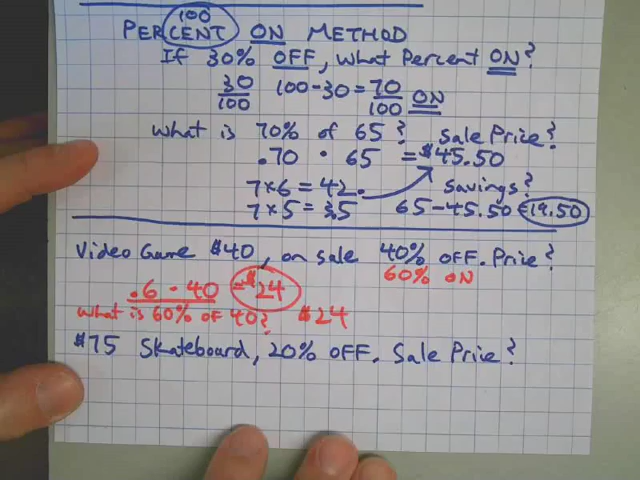 100
PERCENT ON METHOD
If 30% OFF, what Percent ON?
30/100 100-30=70/100 ON
What is 70% of 65? Sale Price?
.70 · 65 = $45.50
7×6=42. Savings?
7×5=3.5 65-45.50=19.50
Video Game $40, on sale 40% OFF. Price?
60% ON
.6 · 40 = $24
What is 60% of 40? $24
$75 Skateboard, 20% OFF. Sale Price?